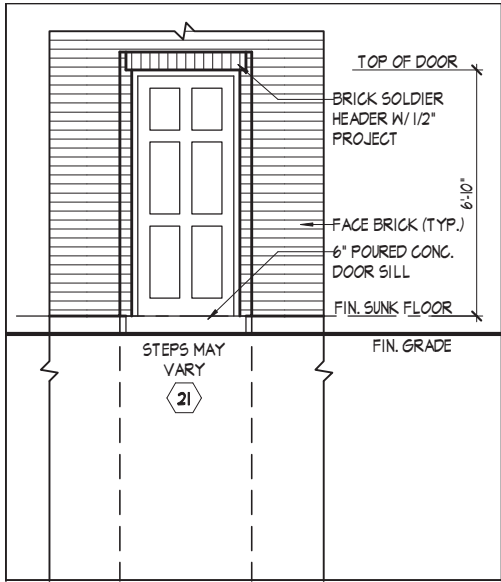 TOP OF DOOR
BRICK SOLDIER
HEADER W/ 1/2"
PROJECT
6'-10"
FACE BRICK (TYP.)
6" POURED CONC.
DOOR SILL
FIN. SUNK FLOOR
FIN. GRADE
STEPS MAY
VARY
21